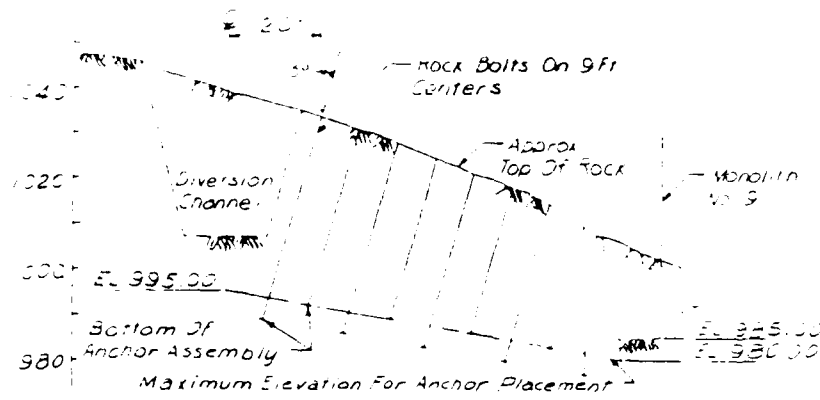 Rock Bolts On 9 Ft
Centers
Approx
Top Of Rock
Monolith
No 9
Diversion
Channel
1040
1020
1000
980
EL 995.00
Bottom Of
Anchor Assembly
EL 985.00
EL 980.00
Maximum Elevation For Anchor Placement